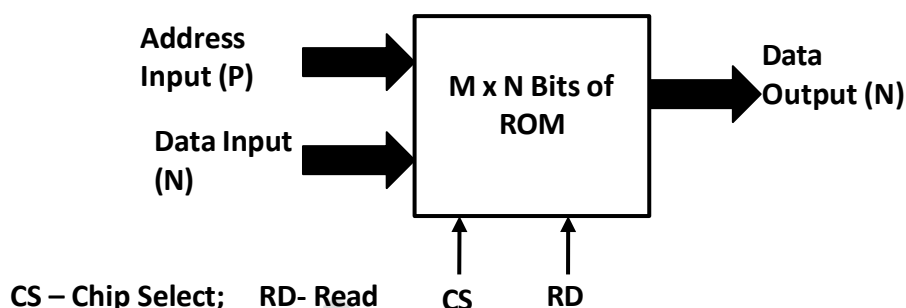 Address
Input (P)
Data Input
(N)
M x N Bits of
ROM
Data
Output (N)
CS – Chip Select;    RD- Read
CS
RD